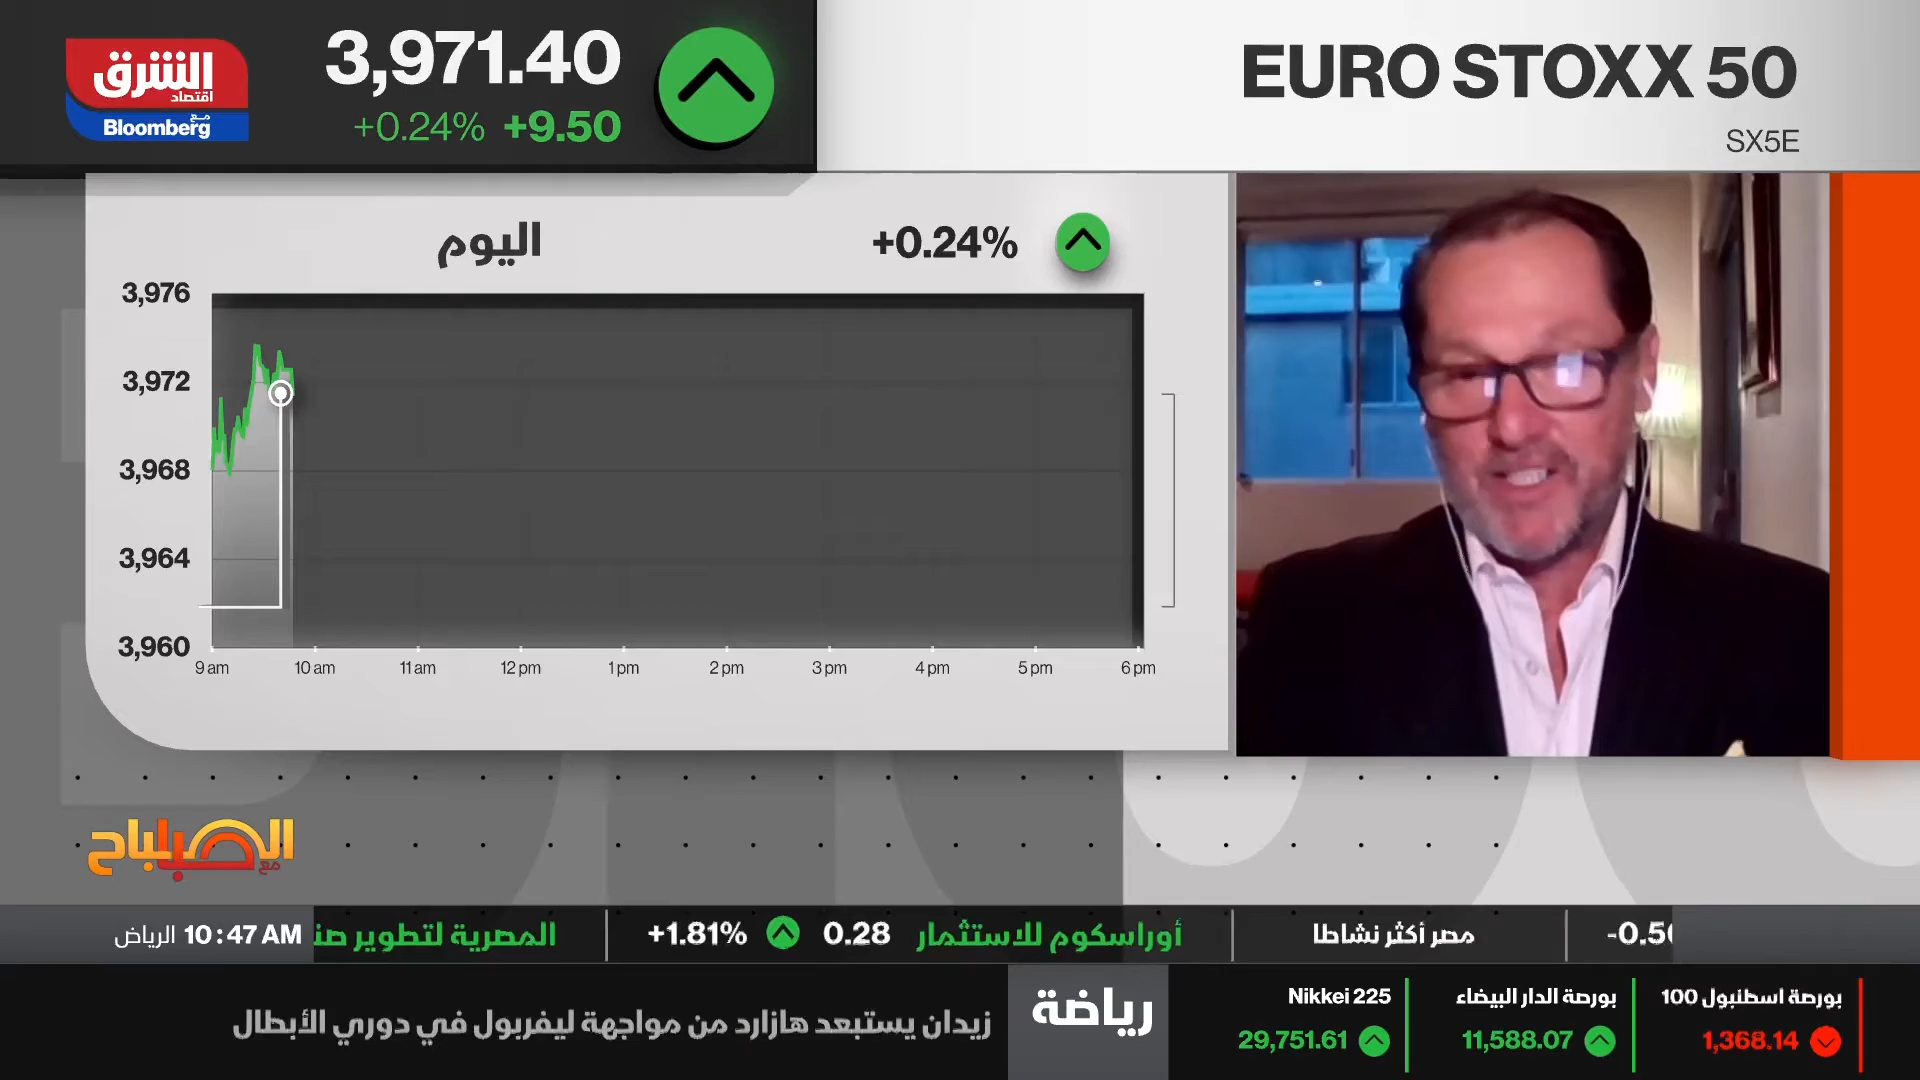 الشرق
اقتصاد
مع
Bloomberg
3,971.40
+0.24% +9.50
EURO STOXX 50
SX5E
اليوم
+0.24%
3,976
3,972
3,968
3,964
3,960
9 am 10 am 11 am 12 pm 1 pm 2 pm 3 pm 4 pm 5 pm 6 pm
الصباح
مع
-0.50
مصر أكثر نشاطا
أوراسكوم للاستثمار 0.28 +1.81%
المصرية لتطوير صنا
10:47 AM الرياض
بورصة اسطنبول 100
1,368.14
بورصة الدار البيضاء
11,588.07
Nikkei 225
29,751.61
رياضة
زيدان يستبعد هازارد من مواجهة ليفربول في دوري الأبطال